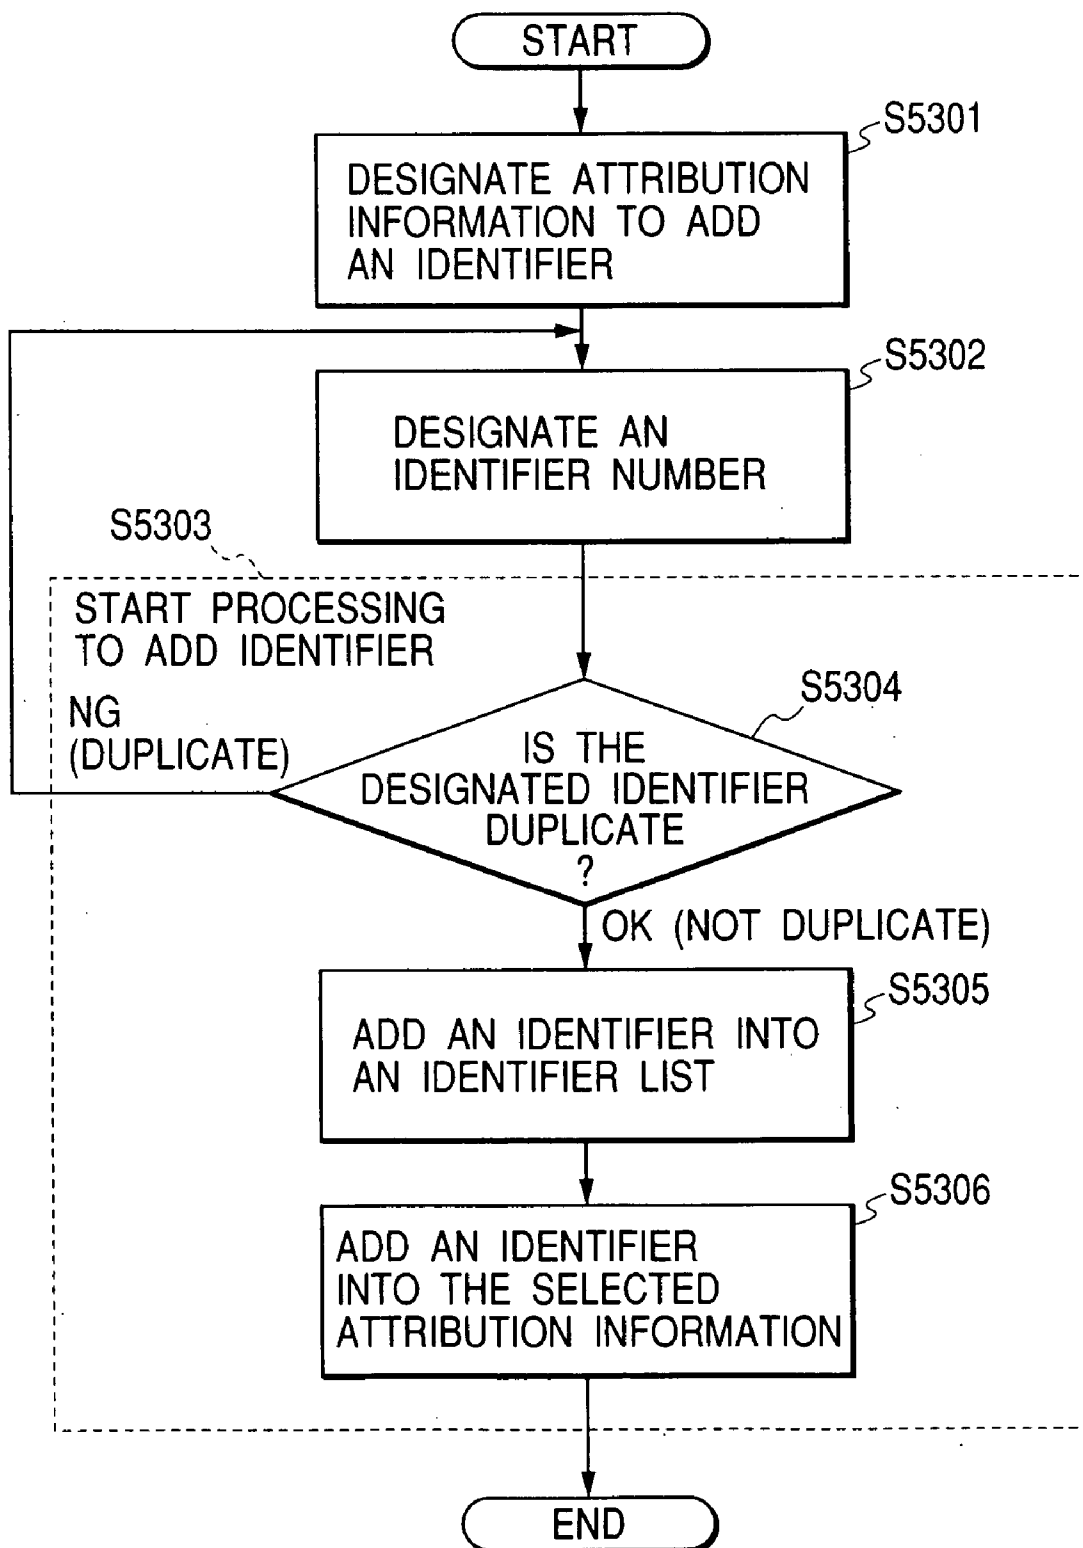 START
S5301
DESIGNATE ATTRIBUTION
INFORMATION TO ADD
AN IDENTIFIER
S5302
DESIGNATE AN
IDENTIFIER NUMBER
S5303
START PROCESSING
TO ADD IDENTIFIER
NG
(DUPLICATE)
S5304
IS THE
DESIGNATED IDENTIFIER
DUPLICATE
?
OK (NOT DUPLICATE)
S5305
ADD AN IDENTIFIER INTO
AN IDENTIFIER LIST
S5306
ADD AN IDENTIFIER
INTO THE SELECTED
ATTRIBUTION INFORMATION
END